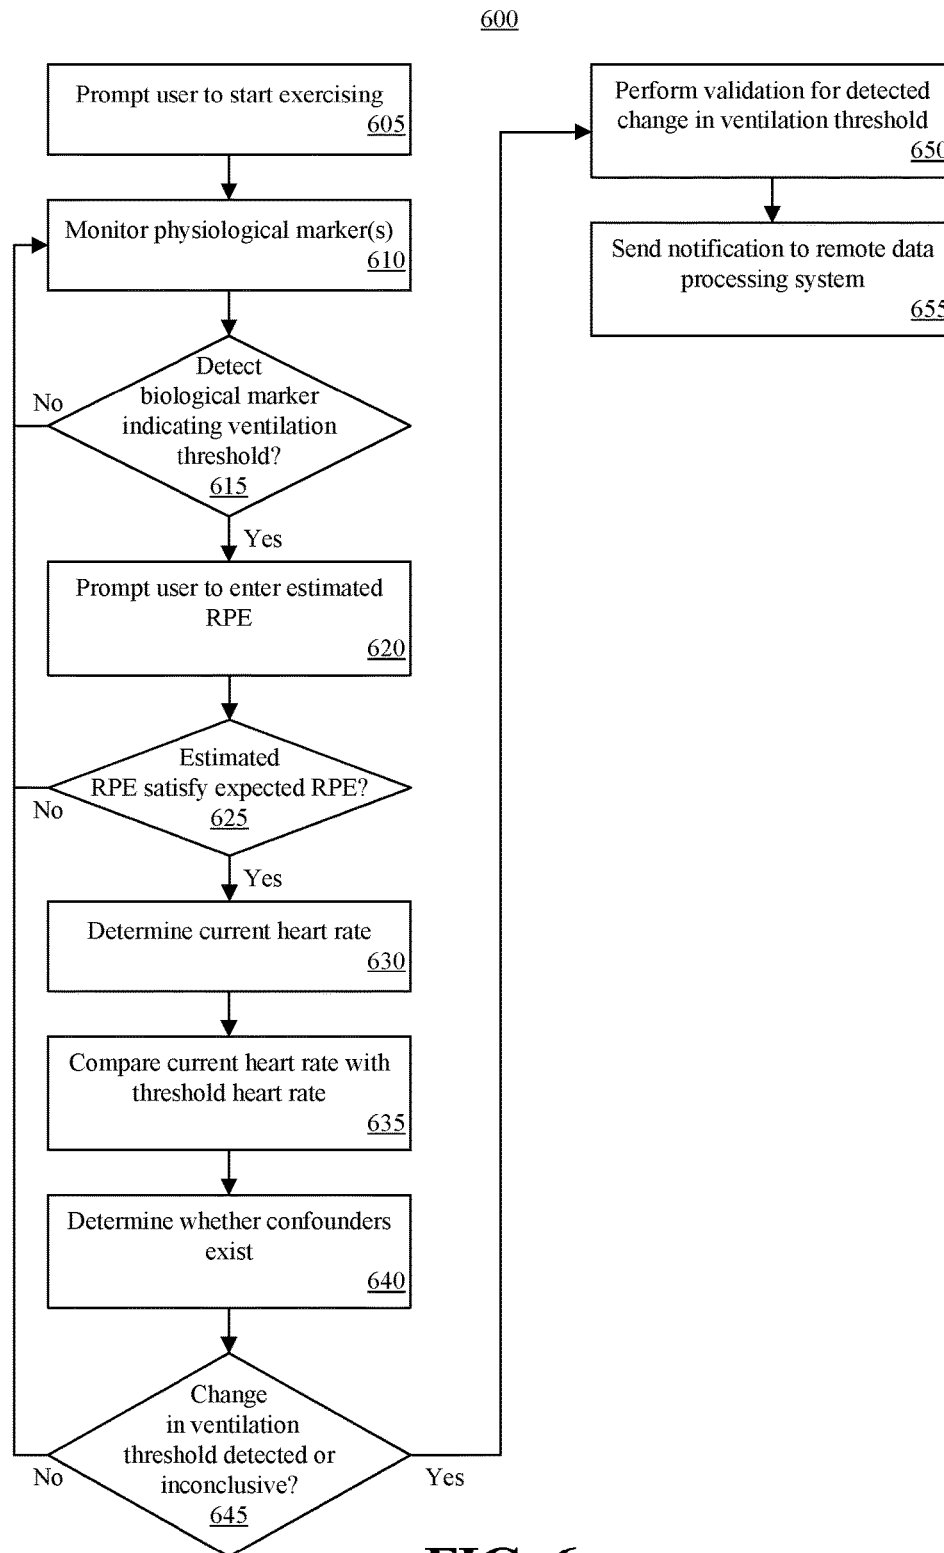 600
Prompt user to start exercising
605
Monitor physiological marker(s)
610
Detect
biological marker
indicating ventilation
threshold?
615
No
Yes
Prompt user to enter estimated
RPE
620
Estimated
RPE satisfy expected RPE?
625
No
Yes
Determine current heart rate
630
Compare current heart rate with
threshold heart rate
635
Determine whether confounders
exist
640
Change
in ventilation
threshold detected or
inconclusive?
645
No
Yes
Perform validation for detected
change in ventilation threshold
650
Send notification to remote data
processing system
655
FIG. 6